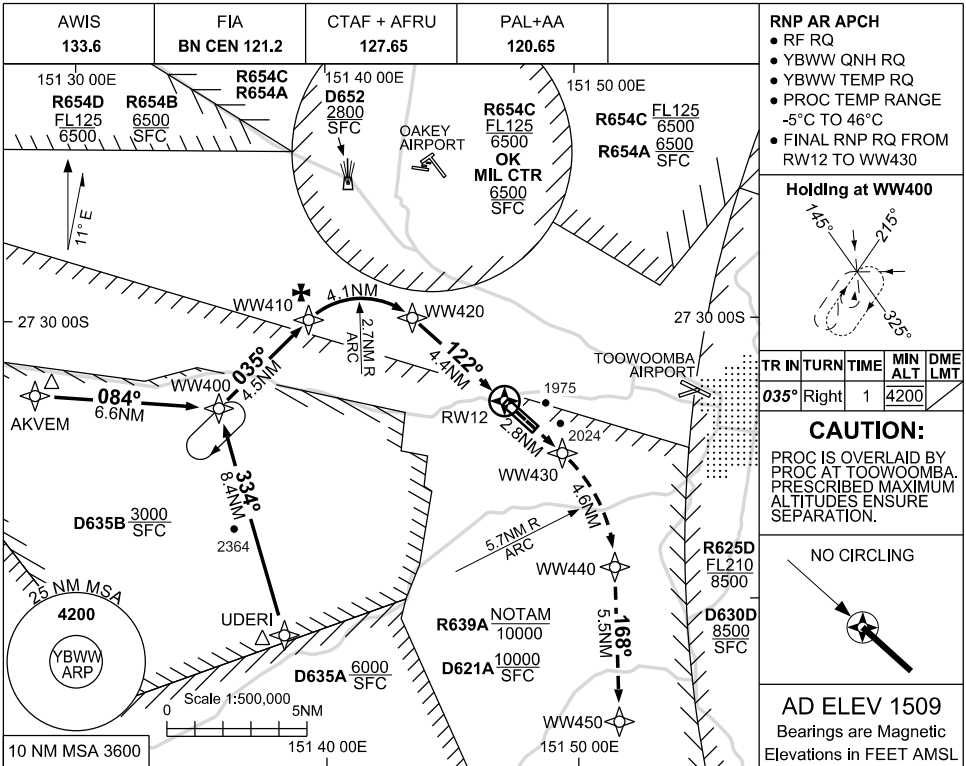 AWIS
133.6
FIA
BN CEN 121.2
CTAF + AFRU
127.65
PAL+AA
120.65
151 30 00E
R654D
FL125
6500
R654B
6500
SFC
R654C
R654A
151 40 00E
D652
2800
SFC
OAKEY
AIRPORT
R654C
FL125
6500
OK
MIL CTR
6500
SFC
151 50 00E
R654C FL125
6500
R654A 6500
SFC
11° E
WW410
4.1NM
WW420
2.7NM R
ARC
27 30 00S
27 30 00S
122°
4.4NM
TOOWOOMBA
AIRPORT
035°
4.5NM
WW400
084°
6.6NM
AKVEM
RW12
1975
2024
2.8NM
WW430
334°
8.4NM
4.6NM
D635B 3000
SFC
2364
5.7NM R
ARC
WW440
R625D
FL210
8500
25 NM MSA
4200
YBWW
ARP
UDERI
R639A NOTAM
10000
168°
5.5NM
D630D
8500
SFC
D635A 6000
SFC
D621A 10000
SFC
Scale 1:500,000
0 5NM
WW450
10 NM MSA 3600
151 40 00E
151 50 00E
RNP AR APCH
• RF RQ
• YBWW QNH RQ
• YBWW TEMP RQ
• PROC TEMP RANGE
-5°C TO 46°C
• FINAL RNP RQ FROM
RW12 TO WW430
Holding at WW400
145°
215°
325°
TR IN TURN TIME MIN ALT DME LMT
035° Right 1 4200
CAUTION:
PROC IS OVERLAID BY
PROC AT TOOWOOMBA.
PRESCRIBED MAXIMUM
ALTITUDES ENSURE
SEPARATION.
NO CIRCLING
AD ELEV 1509
Bearings are Magnetic
Elevations in FEET AMSL